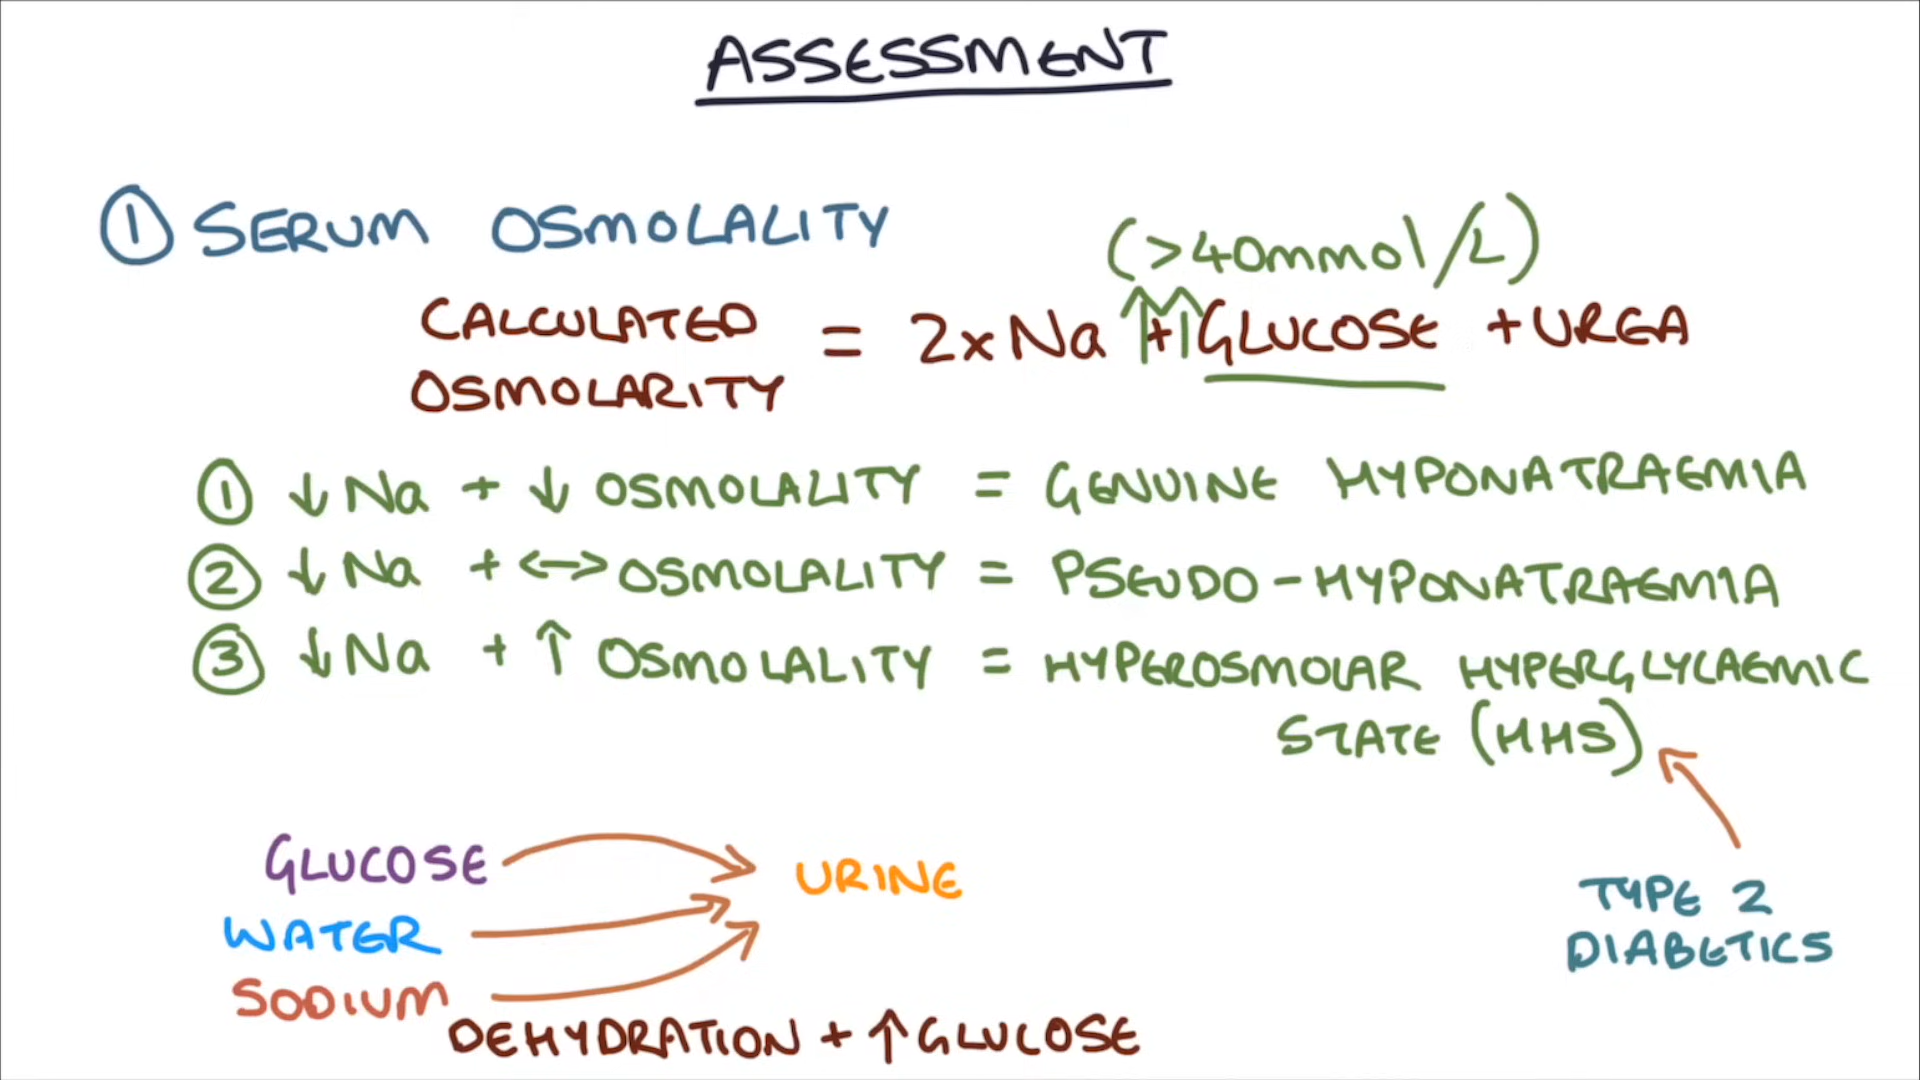 ASSESSMENT
① SERUM OSMOLALITY
(>40mmol/L)
CALCULATED OSMOLARITY = 2xNa + ↑↑GLUCOSE + UREA
① ↓ Na + ↓ OSMOLALITY = GENUINE HYPONATRAEMIA
② ↓ Na + <-> OSMOLALITY = PSEUDO-HYPONATRAEMIA
③ ↓ Na + ↑ OSMOLALITY = HYPEROSMOLAR HYPERGLYCAEMIC
STATE (HHS)
GLUCOSE
WATER
SODIUM
URINE
DEHYDRATION + ↑ GLUCOSE
TYPE 2
DIABETICS